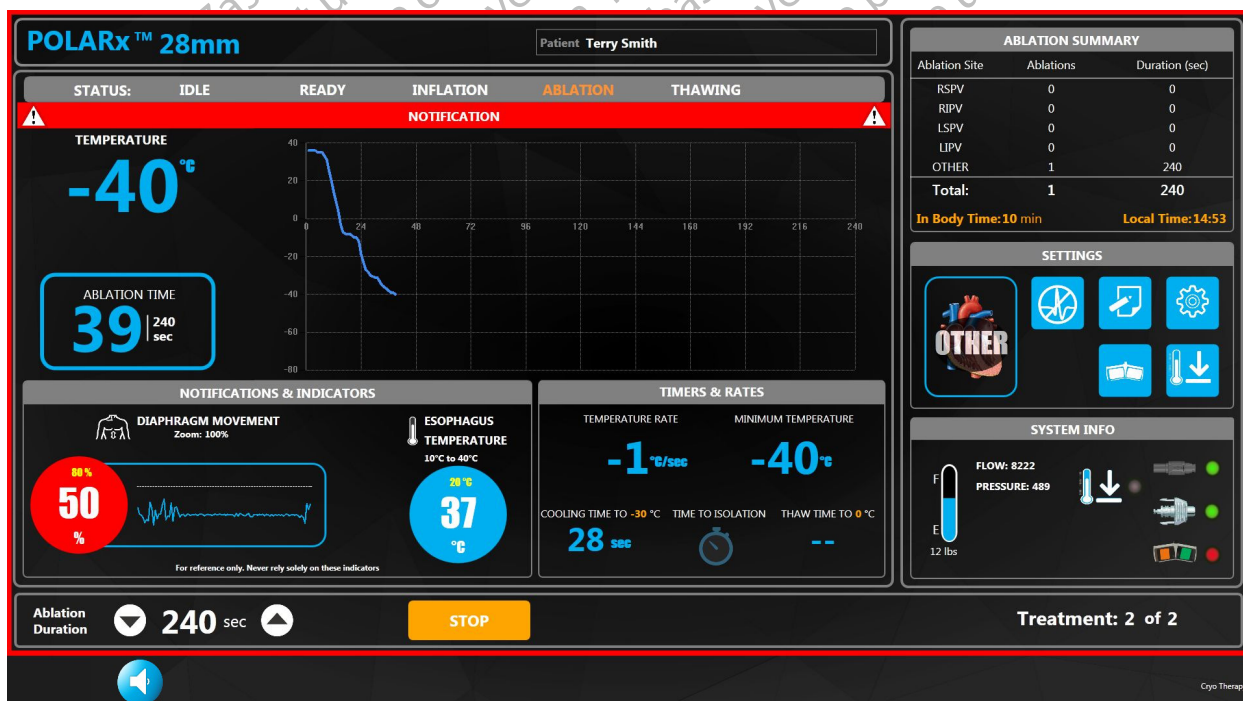 POLARx™ 28mm
Patient Terry Smith
STATUS: IDLE READY INFLATION ABLATION THAWING
NOTIFICATION
TEMPERATURE
-40 °C
40
20
0
0 24 48 72 96 120 144 168 192 216 240
-20
-40
-60
-80
ABLATION TIME
39 240
sec
NOTIFICATIONS & INDICATORS
DIAPHRAGM MOVEMENT
Zoom: 100%
80 %
50
%
ESOPHAGUS
TEMPERATURE
10°C to 40°C
20 °C
37
°C
For reference only. Never rely solely on these indicators
TIMERS & RATES
TEMPERATURE RATE MINIMUM TEMPERATURE
-1 °C/sec -40 °C
COOLING TIME TO -30 °C TIME TO ISOLATION THAW TIME TO 0 °C
28 sec --
ABLATION SUMMARY
Ablation Site Ablations Duration (sec)
RSPV 0 0
RIPV 0 0
LSPV 0 0
LIPV 0 0
OTHER 1 240
Total: 1 240
In Body Time:10 min Local Time:14:53
SETTINGS
OTHER
SYSTEM INFO
F
E
12 lbs
FLOW: 8222
PRESSURE: 489
Ablation
Duration
240 sec
STOP
Treatment: 2 of 2